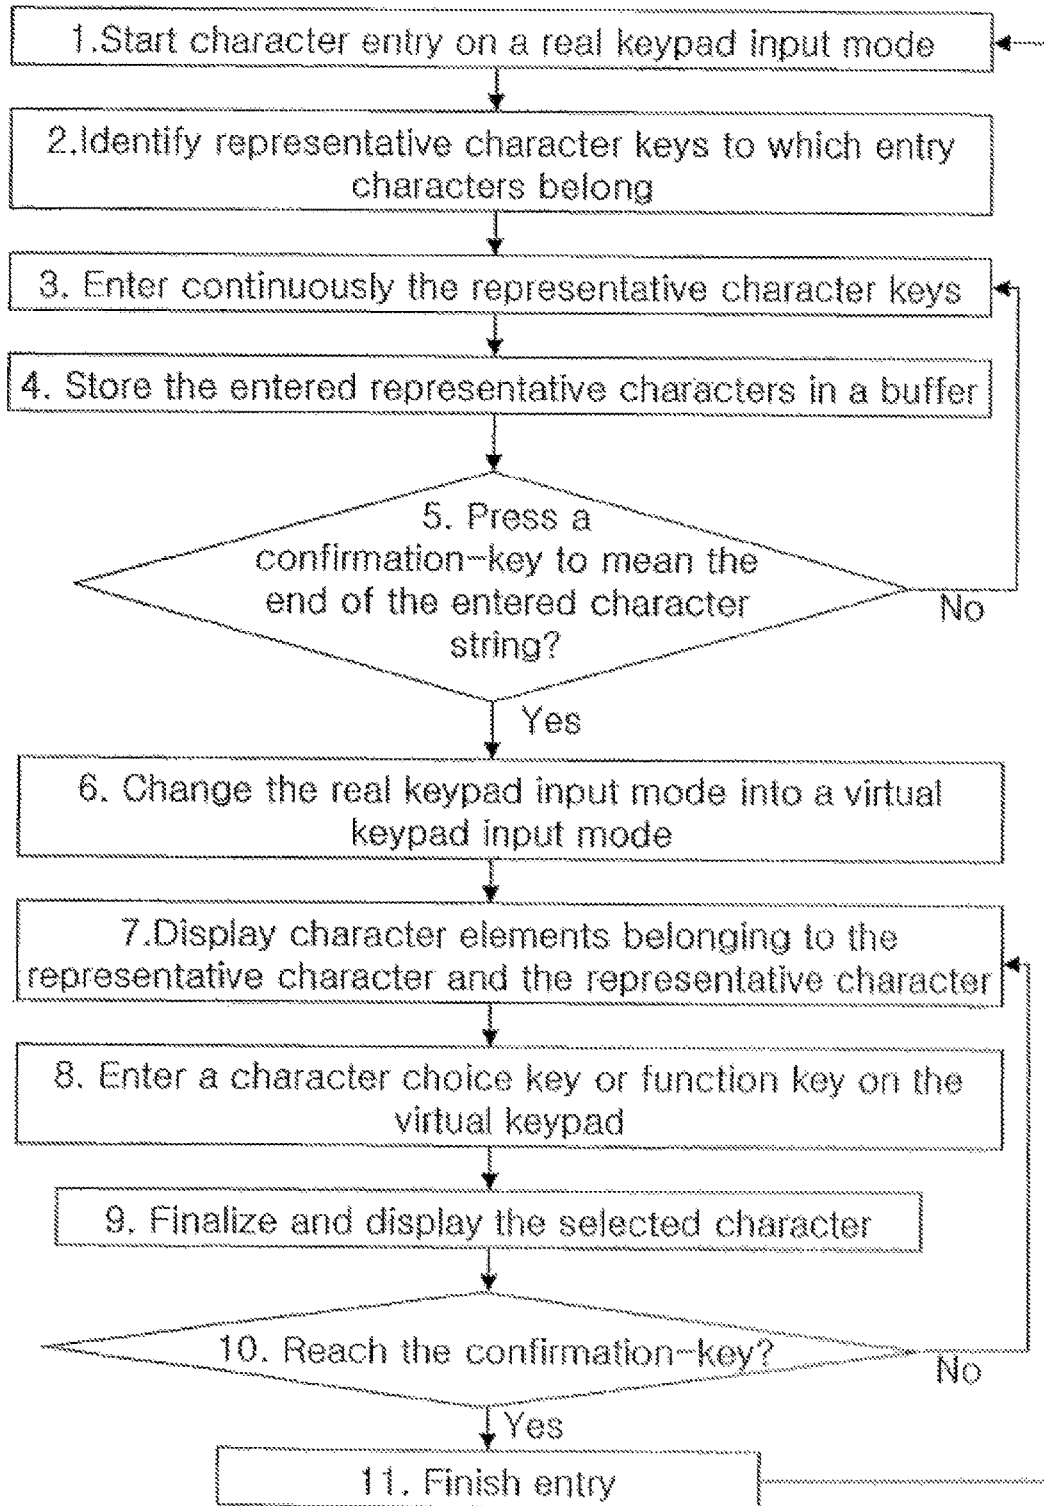 1.Start character entry on a real keypad input mode
2.Identify representative character keys to which entry
characters belong
3. Enter continuously the representative character keys
4. Store the entered representative characters in a buffer
5. Press a
confirmation-key to mean the
end of the entered character
string?
No
Yes
6. Change the real keypad input mode into a virtual
keypad input mode
7.Display character elements belonging to the
representative character and the representative character
8. Enter a character choice key or function key on the
virtual keypad
9. Finalize and display the selected character
10. Reach the confirmation-key?
No
Yes
11. Finish entry